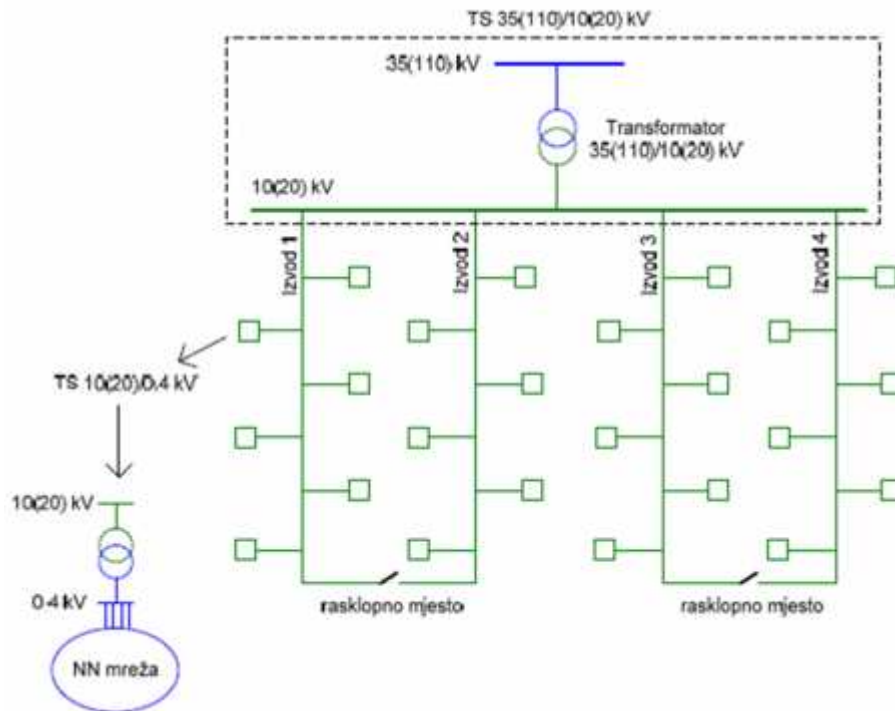 TS 35(110)/10(20) kV
35(110) kV
Transformator
35(110)/10(20) kV
10(20) kV
Izvod 1
Izvod 2
Izvod 3
Izvod 4
TS 10(20)/0.4 kV
10(20) kV
0.4 kV
NN mreža
rasklopno mjesto
rasklopno mjesto